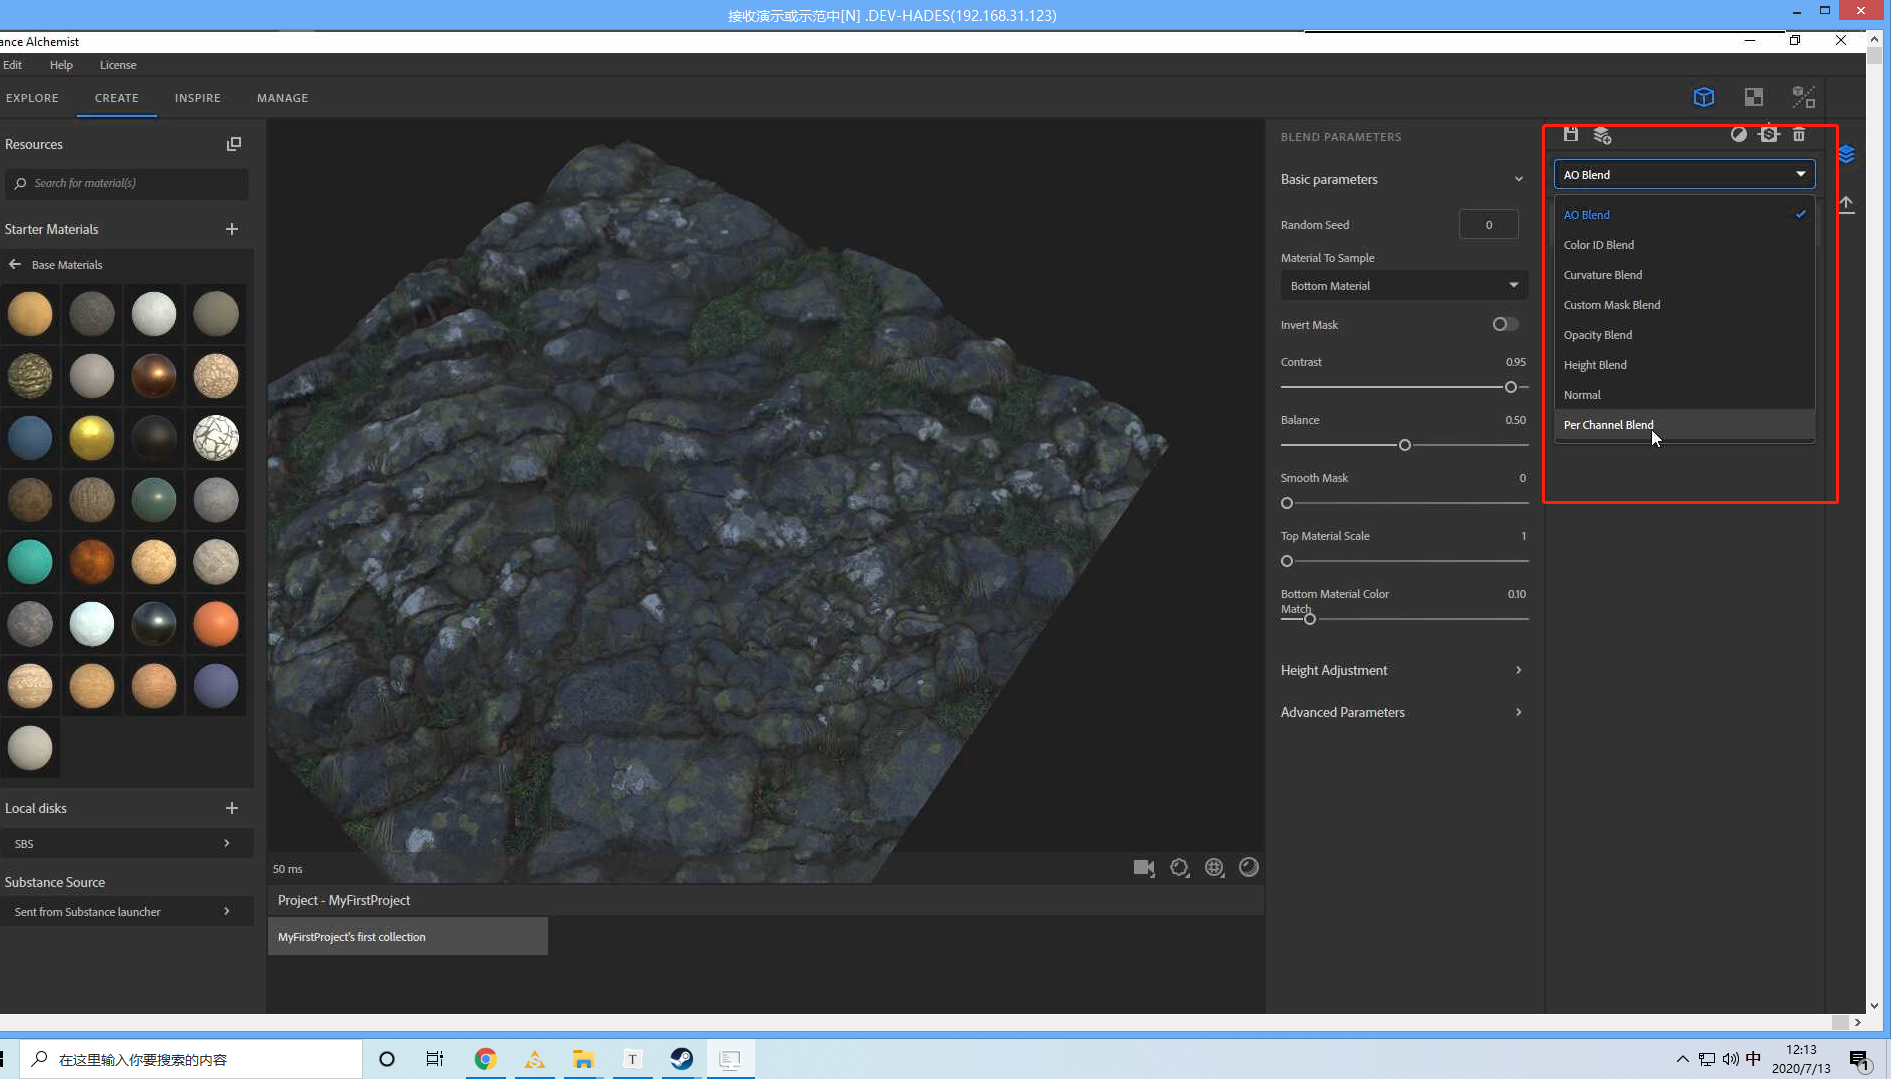 接收演示或示范中[N] .DEV-HADES(192.168.31.123)
ance Alchemist
Edit Help License
EXPLORE CREATE INSPIRE MANAGE
Resources
Search for material(s)
Starter Materials
Base Materials
Local disks
SBS
Substance Source
Sent from Substance launcher
50 ms
Project - MyFirstProject
MyFirstProject's first collection
BLEND PARAMETERS
Basic parameters
Random Seed 0
Material To Sample
Bottom Material
Invert Mask
Contrast 0.95
Balance 0.50
Smooth Mask 0
Top Material Scale 1
Bottom Material Color 0.10
Match
Height Adjustment
Advanced Parameters
AO Blend
AO Blend
Color ID Blend
Curvature Blend
Custom Mask Blend
Opacity Blend
Height Blend
Normal
Per Channel Blend
在这里输入你要搜索的内容
T
中
12:13
2020/7/13
1